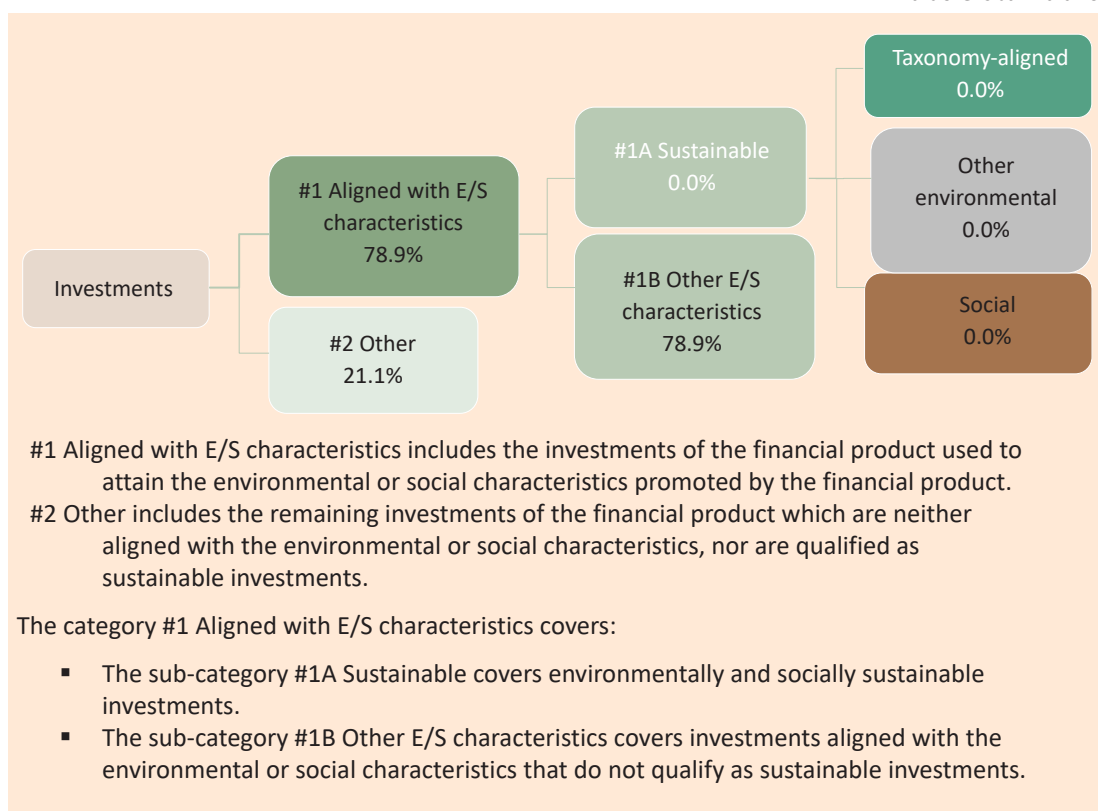 Taxonomy-aligned
0.0%
#1A Sustainable
0.0%
Other
environmental
0.0%
#1 Aligned with E/S
characteristics
78.9%
Investments
#1B Other E/S
characteristics
78.9%
Social
0.0%
#2 Other
21.1%
#1 Aligned with E/S characteristics includes the investments of the financial product used to
attain the environmental or social characteristics promoted by the financial product.
#2 Other includes the remaining investments of the financial product which are neither
aligned with the environmental or social characteristics, nor are qualified as
sustainable investments.
The category #1 Aligned with E/S characteristics covers:
▪ The sub-category #1A Sustainable covers environmentally and socially sustainable
investments.
▪ The sub-category #1B Other E/S characteristics covers investments aligned with the
environmental or social characteristics that do not qualify as sustainable investments.